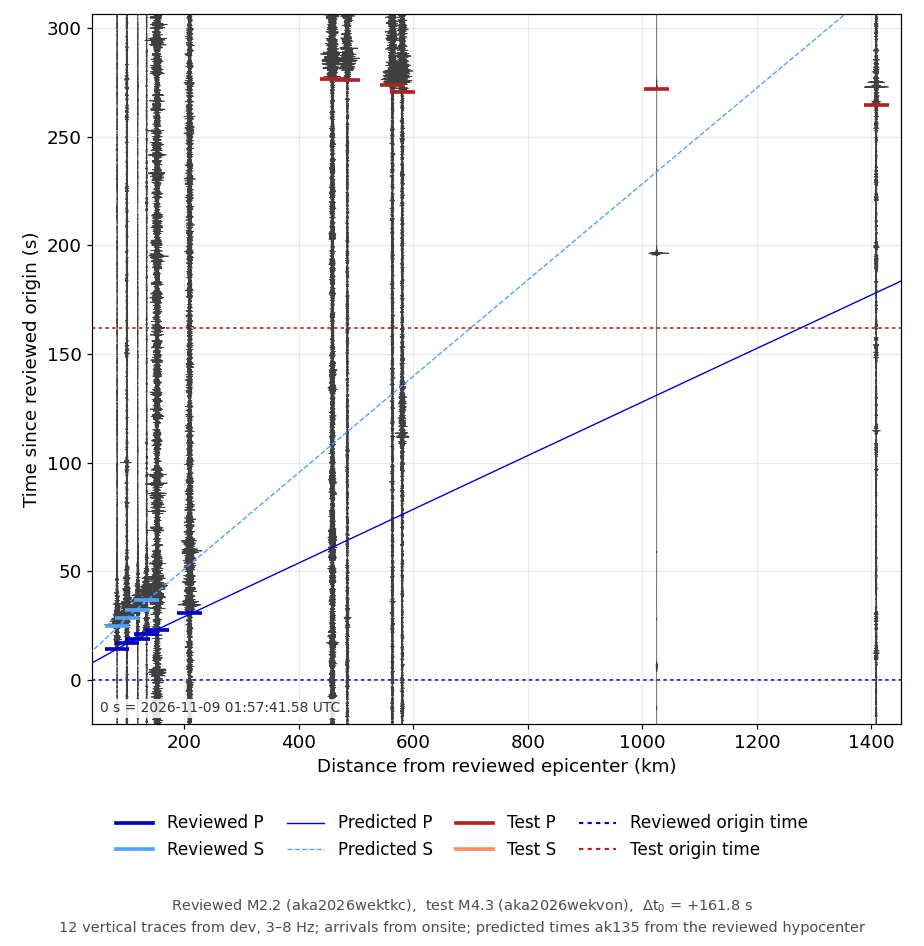 300
250
200
150
100
50
0
Time since reviewed origin (s)
0 s = 2026-11-09 01:57:41.58 UTC
200 400 600 800 1000 1200 1400
Distance from reviewed epicenter (km)
Reviewed P Predicted P Test P Reviewed origin time
Reviewed S Predicted S Test S Test origin time
Reviewed M2.2 (aka2026wektkc), test M4.3 (aka2026wekvon), Δt₀ = +161.8 s
12 vertical traces from dev, 3–8 Hz; arrivals from onsite; predicted times ak135 from the reviewed hypocenter